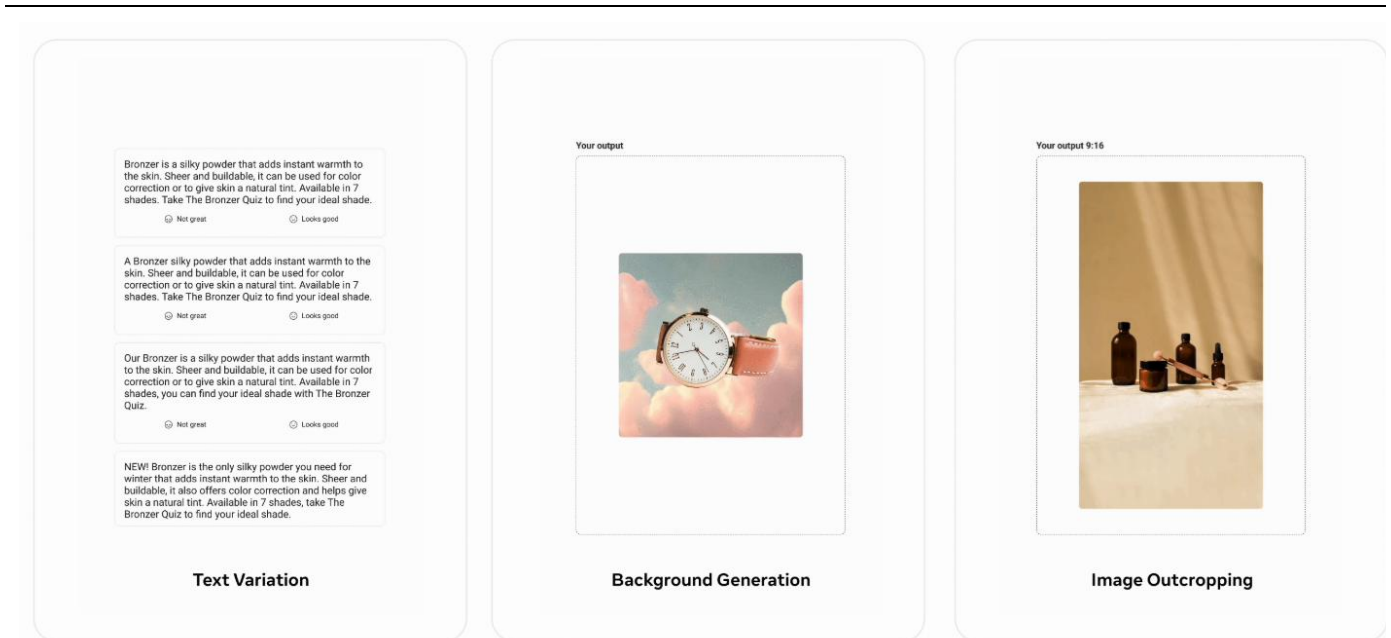 Bronzer is a silky powder that adds instant warmth to
the skin. Sheer and buildable, it can be used for color
correction or to give skin a natural tint. Available in 7
shades. Take The Bronzer Quiz to find your ideal shade.
Not great
Looks good
A Bronzer silky powder that adds instant warmth to the
skin. Sheer and buildable, it can be used for color
correction or to give skin a natural tint. Available in 7
shades. Take The Bronzer Quiz to find your ideal shade.
Not great
Looks good
Our Bronzer is a silky powder that adds instant warmth
to the skin. Sheer and buildable, it can be used for color
correction or to give skin a natural tint. Available in 7
shades, you can find your ideal shade with The Bronzer
Quiz.
Not great
Looks good
NEW! Bronzer is the only silky powder you need for
winter that adds instant warmth to the skin. Sheer and
buildable, it also offers color correction and helps give
skin a natural tint. Available in 7 shades, take The
Bronzer Quiz to find your ideal shade.
Text Variation
Your output
Background Generation
Your output 9:16
Image Outcropping